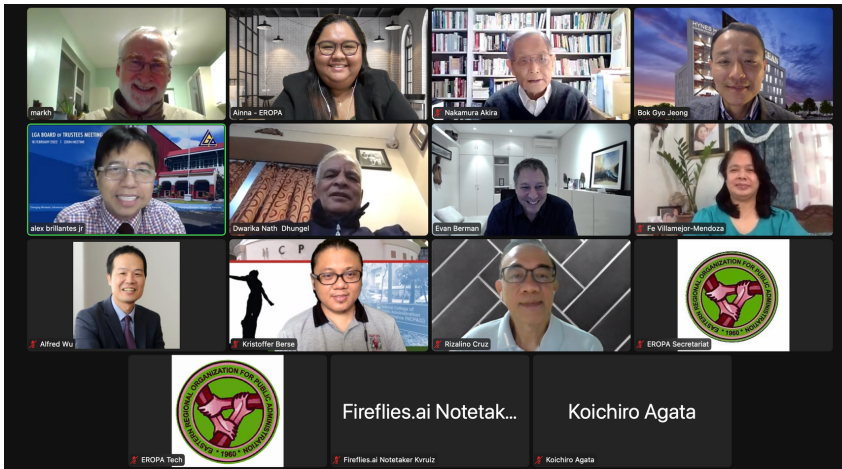 markh
Ainna - EROPA
Nakamura Akira
HYNES
Bok Gyo Jeong
LGA BOARD OF TRUSTEES MEETING
alex brillantes jr
Dwarika Nath Dhungel
Evan Berman
Fe Villamejor-Mendoza
Alfred Wu
NCP
Kristoffer Berse
Rizalino Cruz
EASTERN REGIONAL ORGANIZATION FOR PUBLIC ADMINISTRATION
* 1960 *
EROPA Secretariat
EASTERN REGIONAL ORGANIZATION FOR PUBLIC ADMINISTRATION
* 1960 *
EROPA Tech
Fireflies.ai Notetak...
Fireflies.ai Notetaker Kvruiz
Koichiro Agata
Koichiro Agata